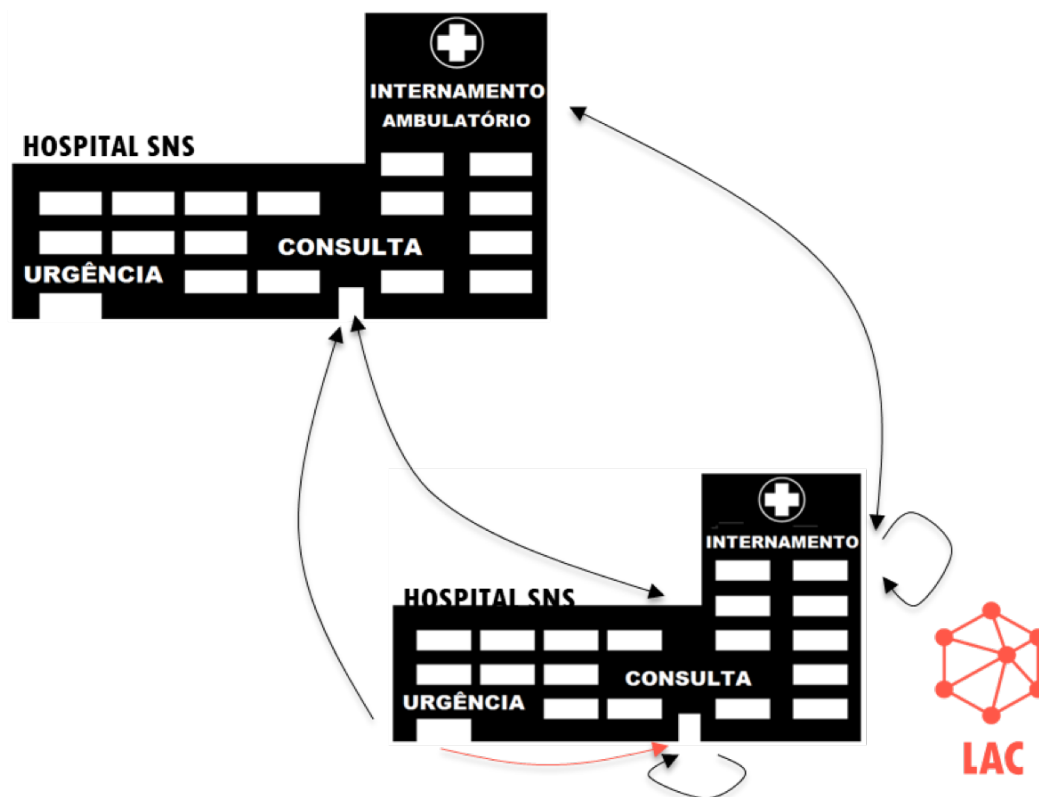 INTERNAMENTO
AMBULATÓRIO
HOSPITAL SNS
CONSULTA
URGÊNCIA
INTERNAMENTO
HOSPITAL SNS
CONSULTA
URGÊNCIA
LAC